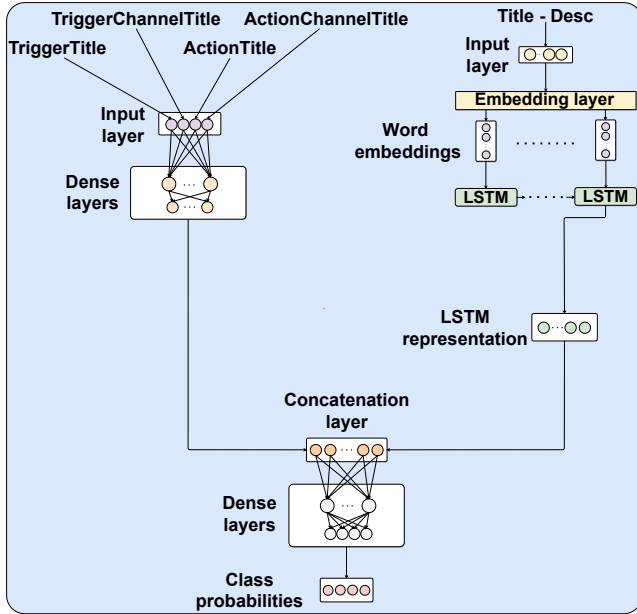 TriggerChannelTitle ActionChannelTitle
TriggerTitle ActionTitle
Input
layer
Dense
layers
Title - Desc
Input
layer
Embedding layer
Word
embeddings
LSTM LSTM
LSTM
representation
Concatenation
layer
Dense
layers
Class
probabilities